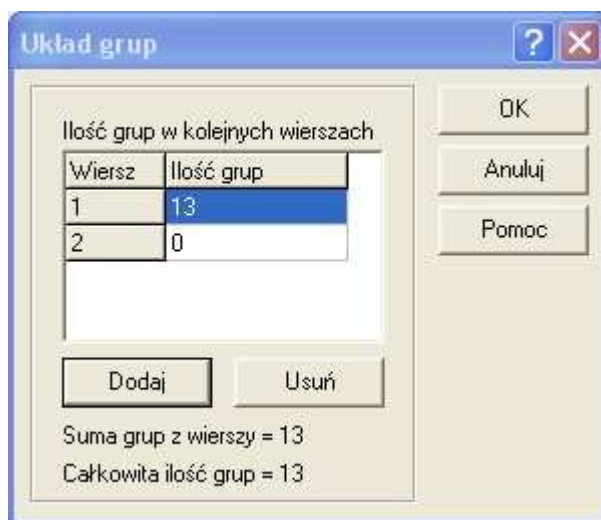 Układ grup
Ilość grup w kolejnych wierszach
Wiersz Ilość grup
1 13
2 0
Dodaj Usuń
Suma grup z wierszy = 13
Całkowita ilość grup = 13
OK
Anuluj
Pomoc